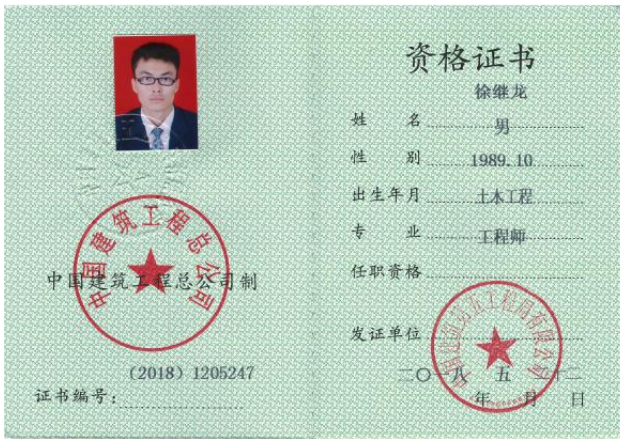 中国建筑工程总公司
中国建筑工程总公司制
(2018) 1205247
证书编号:
资格证书
徐继龙
姓 名 男
性 别 1989.10
出生年月 土木工程
专 业 工程师
任职资格
发证单位
二〇一八 五 二
年 月 日